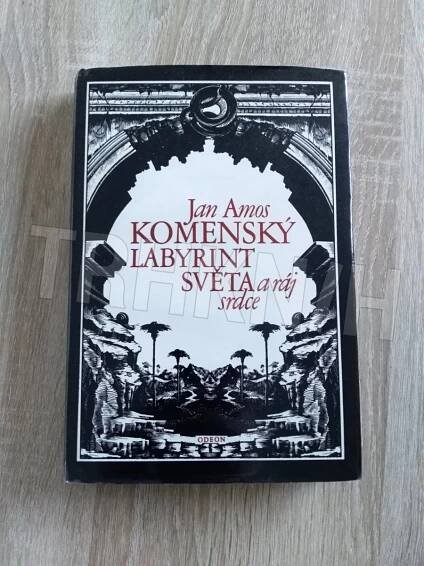 Jan Amos
KOMENSKÝ
LABYRINT
SVĚTA a ráj
srdce
ODEON